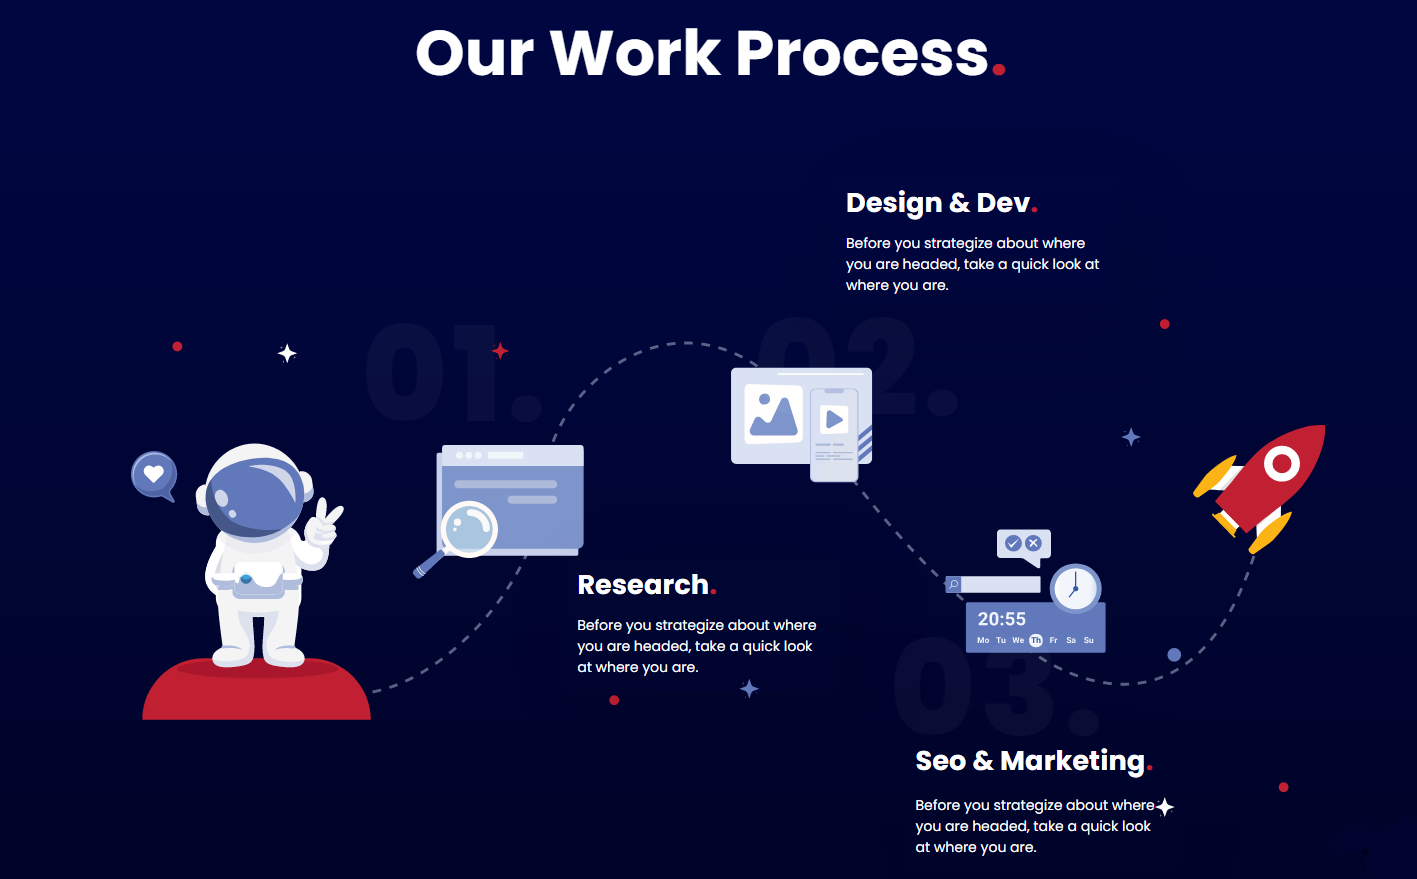 Our Work Process.
01.
Research.
Before you strategize about where
you are headed, take a quick look
at where you are.
02.
Design & Dev.
Before you strategize about where
you are headed, take a quick look at
where you are.
20:55
Mo Tu We Th Fr Sa Su
03.
Seo & Marketing.
Before you strategize about where
you are headed, take a quick look
at where you are.